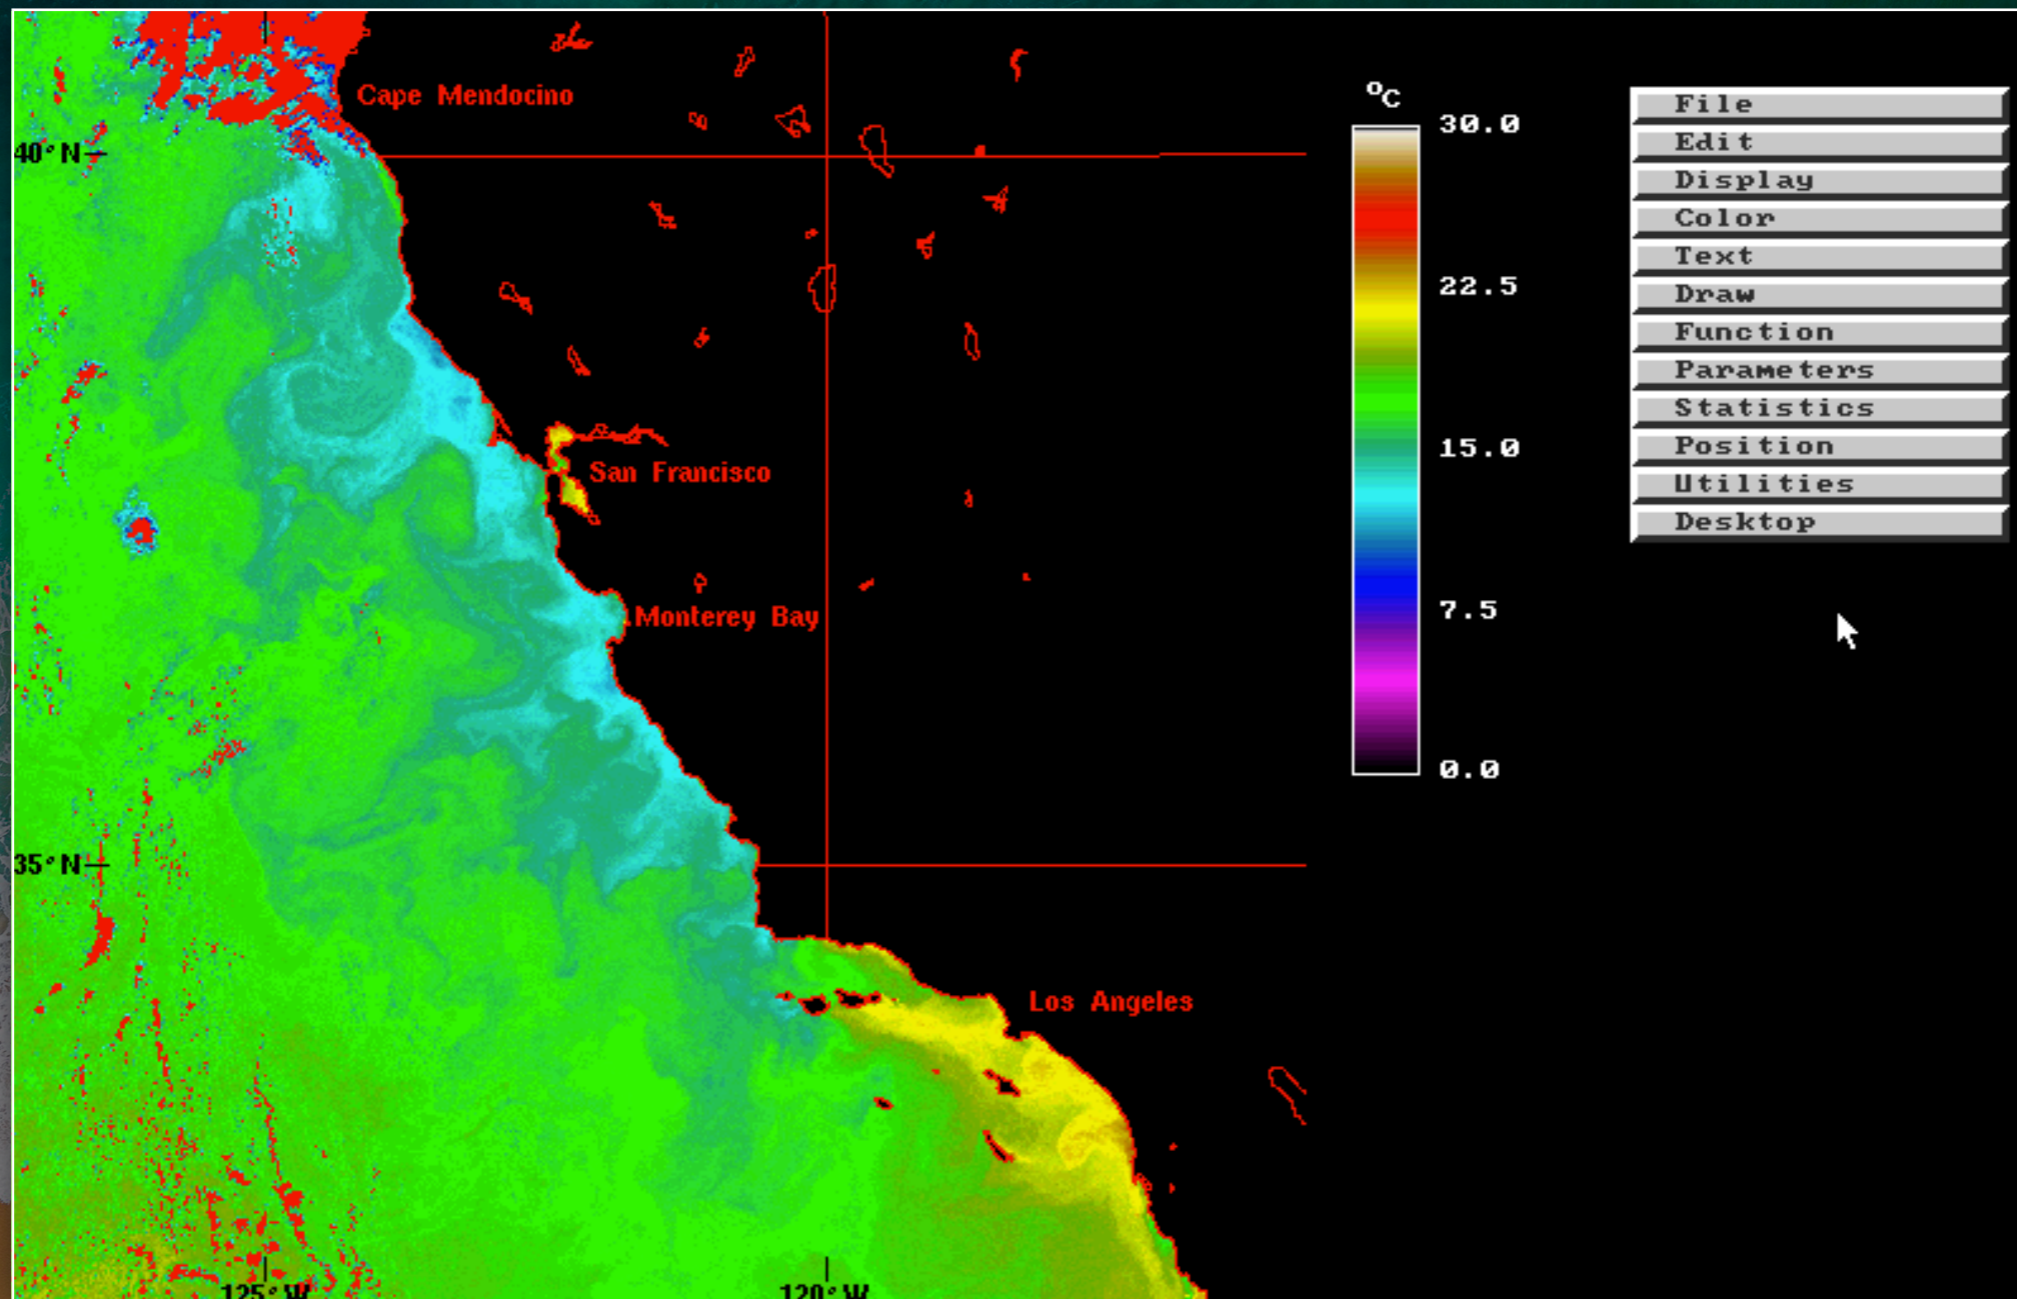 Cape Mendocino
40°N
San Francisco
Monterey Bay
35°N
Los Angeles
125°W
120°W
°C
30.0
22.5
15.0
7.5
0.0
File
Edit
Display
Color
Text
Draw
Function
Parameters
Statistics
Position
Utilities
Desktop